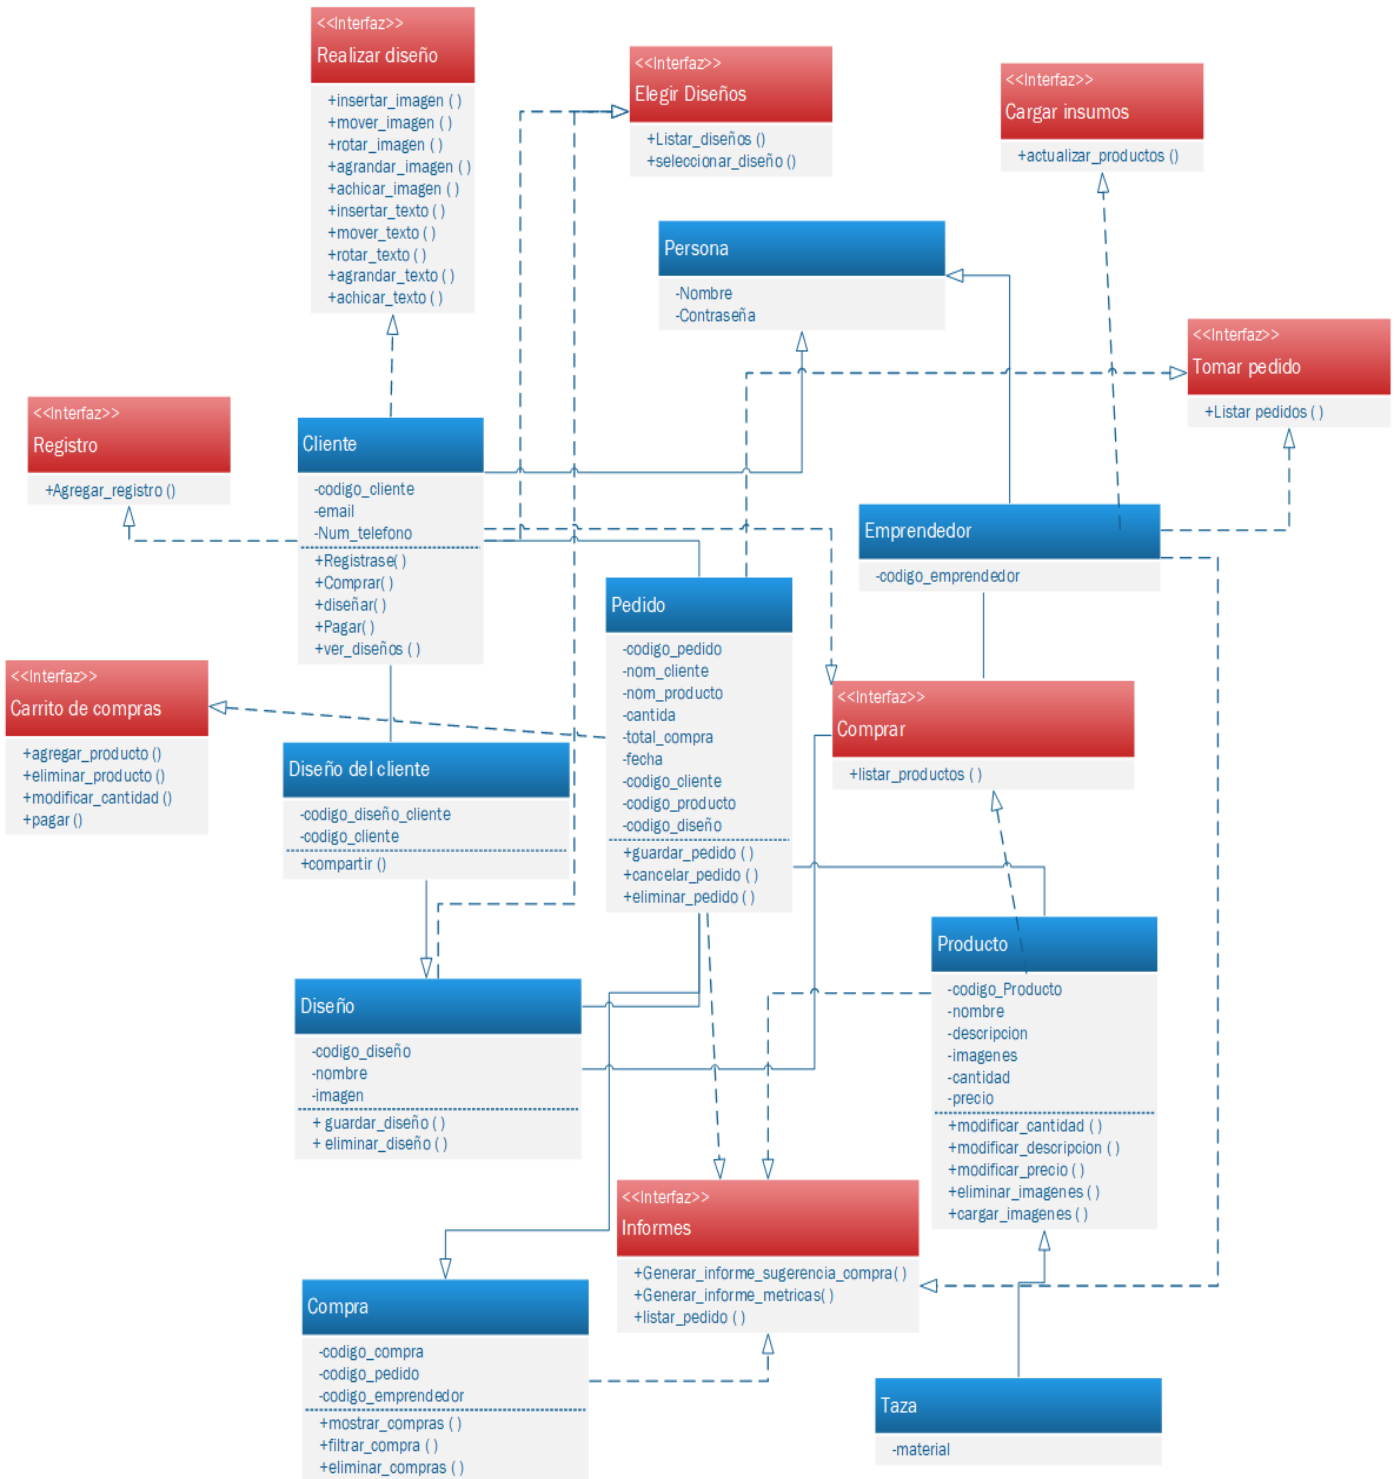 <<Interfaz>>
Realizar diseño
+insertar_imagen ( )
+mover_imagen ( )
+rotar_imagen ( )
+agrandar_imagen ( )
+achicar_imagen ( )
+insertar_texto ( )
+mover_texto ( )
+rotar_texto ( )
+agrandar_texto ( )
+achicar_texto ( )
<<Interfaz>>
Elegir Diseños
+Listar_diseños ()
+seleccionar_diseño ()
<<Interfaz>>
Cargar insumos
+actualizar_productos ()
Persona
-Nombre
-Contraseña
<<Interfaz>>
Tomar pedido
+Listar pedidos ( )
<<Interfaz>>
Registro
+Agregar_registro ()
Cliente
-codigo_cliente
-email
-Num_telefono
+Registrase( )
+Comprar( )
+diseñar( )
+Pagar( )
+ver_diseños ( )
Emprendedor
-codigo_emprendedor
Pedido
-codigo_pedido
-nom_cliente
-nom_producto
-cantida
-total_compra
-fecha
-codigo_cliente
-codigo_producto
-codigo_diseño
+guardar_pedido ( )
+cancelar_pedido ( )
+eliminar_pedido ( )
<<Interfaz>>
Carrito de compras
+agregar_producto ()
+eliminar_producto ()
+modificar_cantidad ()
+pagar ()
<<Interfaz>>
Comprar
+listar_productos ( )
Diseño del cliente
-codigo_diseño_cliente
-codigo_cliente
+compartir ()
Producto
-codigo_Producto
-nombre
-descripcion
-imagenes
-cantidad
-precio
+modificar_cantidad ( )
+modificar_descripcion ( )
+modificar_precio ( )
+eliminar_imagenes ( )
+cargar_imagenes ( )
Diseño
-codigo_diseño
-nombre
-imagen
+ guardar_diseño ( )
+ eliminar_diseño ( )
<<Interfaz>>
Informes
+Generar_informe_sugerencia_compra( )
+Generar_informe_metricas( )
+listar_pedido ( )
Compra
-codigo_compra
-codigo_pedido
-codigo_emprendedor
+mostrar_compras ( )
+filtrar_compra ( )
+eliminar_compras ( )
Taza
-material